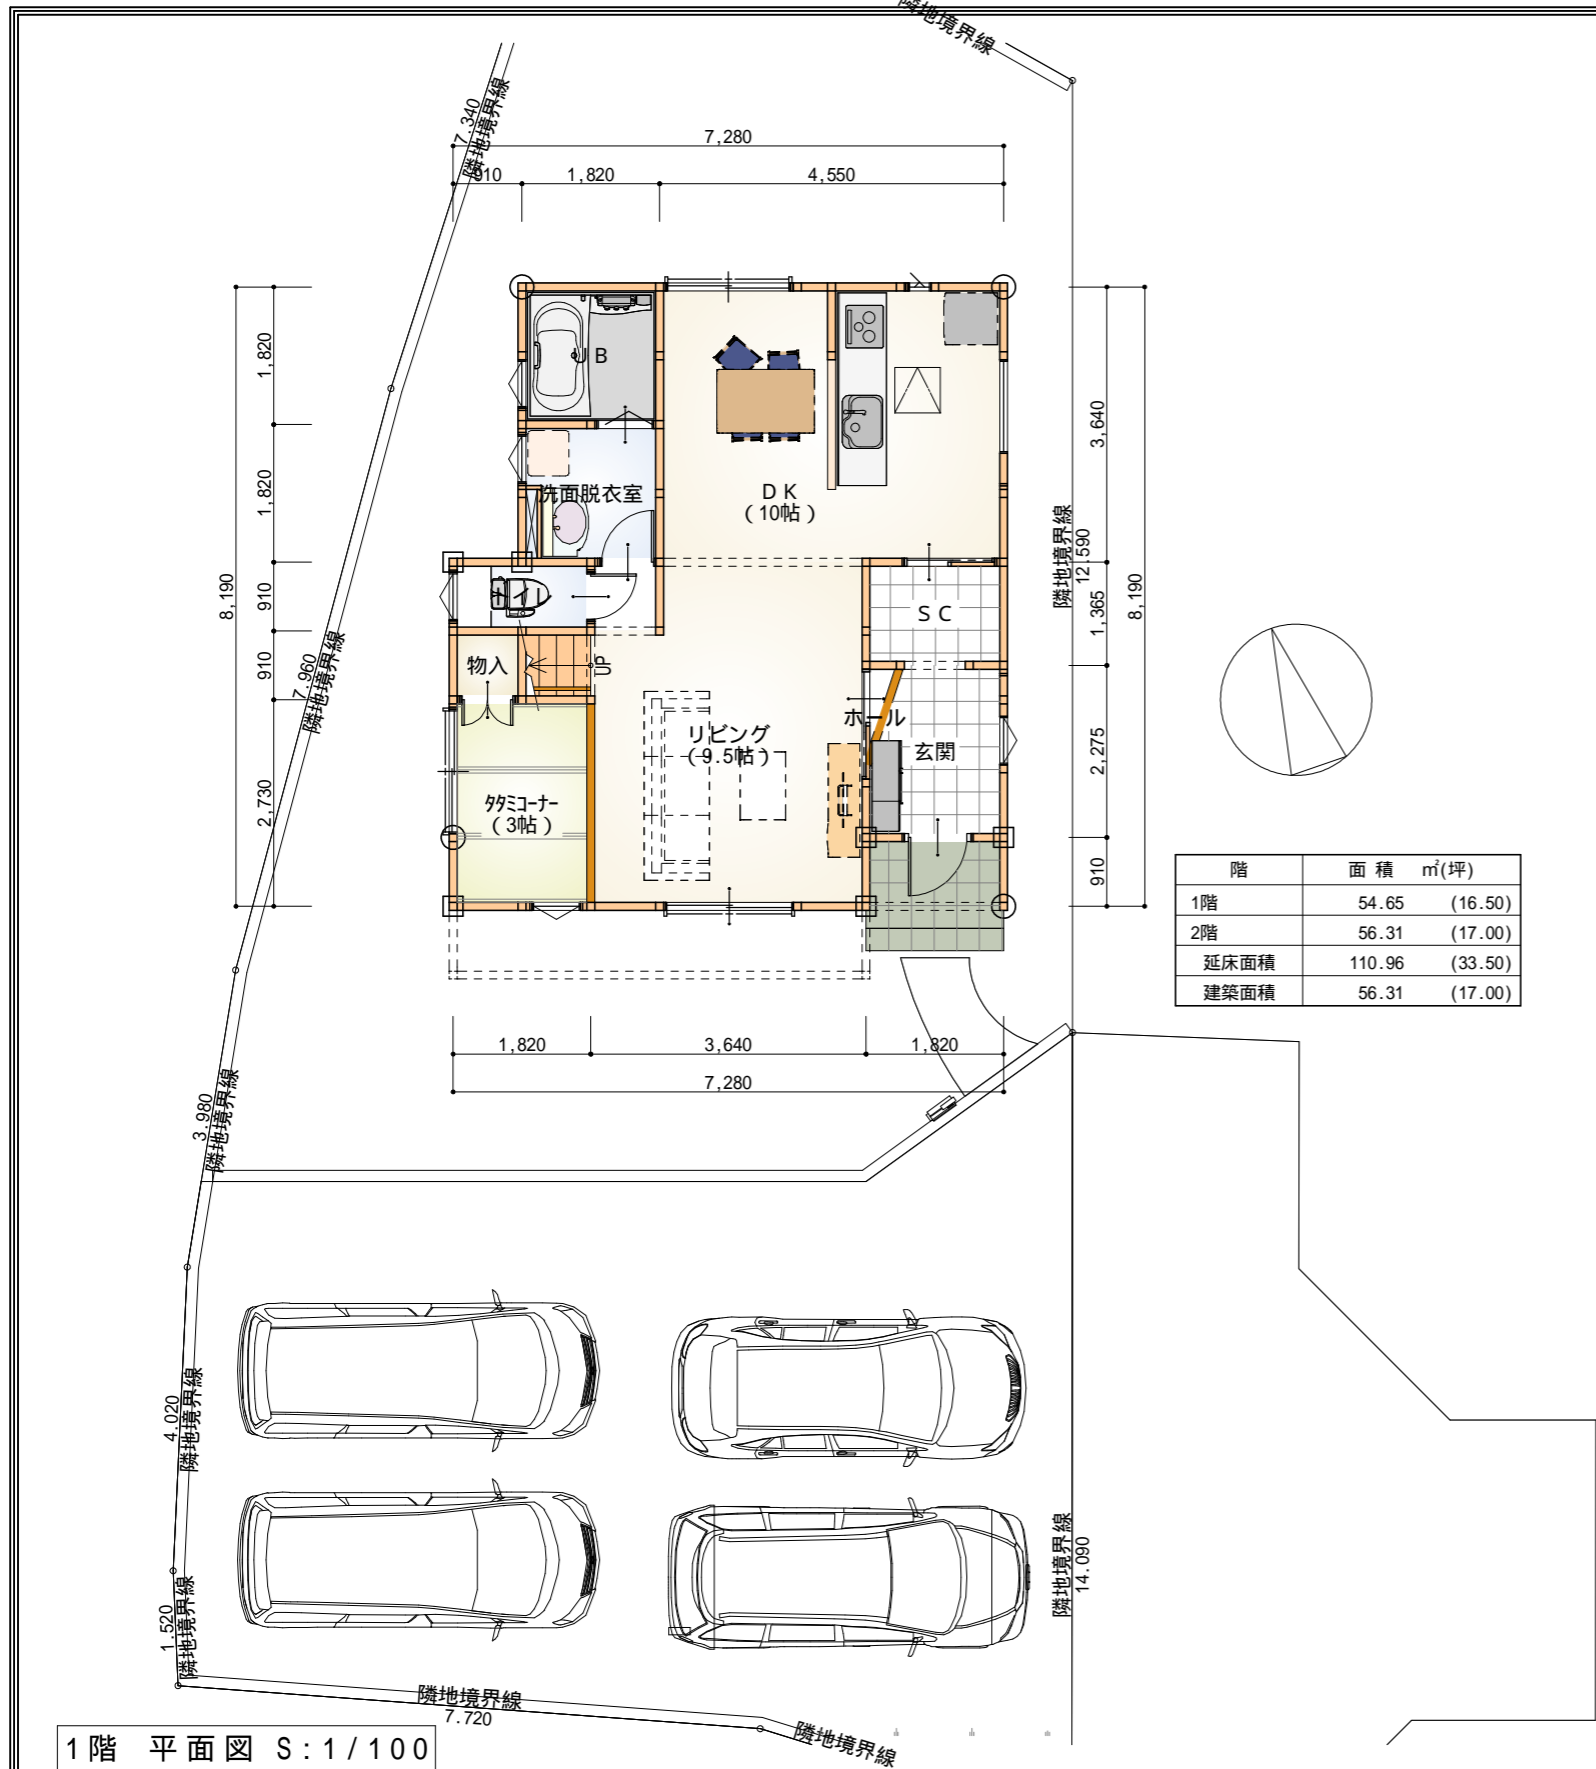 隣地境界線
7.340
隣地境界線
7,280
910
1,820
4,550
1,820
1,820
910
910
2,730
8,190
3,640
1,365
2,275
910
8,190
隣地境界線
12.590
UB
洗面脱衣室
DK
(10帖)
トイレ
SC
物入
UP
ホール
玄関
リビング
(9.5帖)
タタミコーナー
(3帖)
7.960
隣地境界線
階 面積 ㎡(坪)
1階 54.65 (16.50)
2階 56.31 (17.00)
延床面積 110.96 (33.50)
建築面積 56.31 (17.00)
1,820
3,640
1,820
7,280
3.980
隣地境界線
4.020
隣地境界線
1.520
隣地境界線
隣地境界線
14.090
隣地境界線
7.720
隣地境界線
1階 平面図 S:1/100